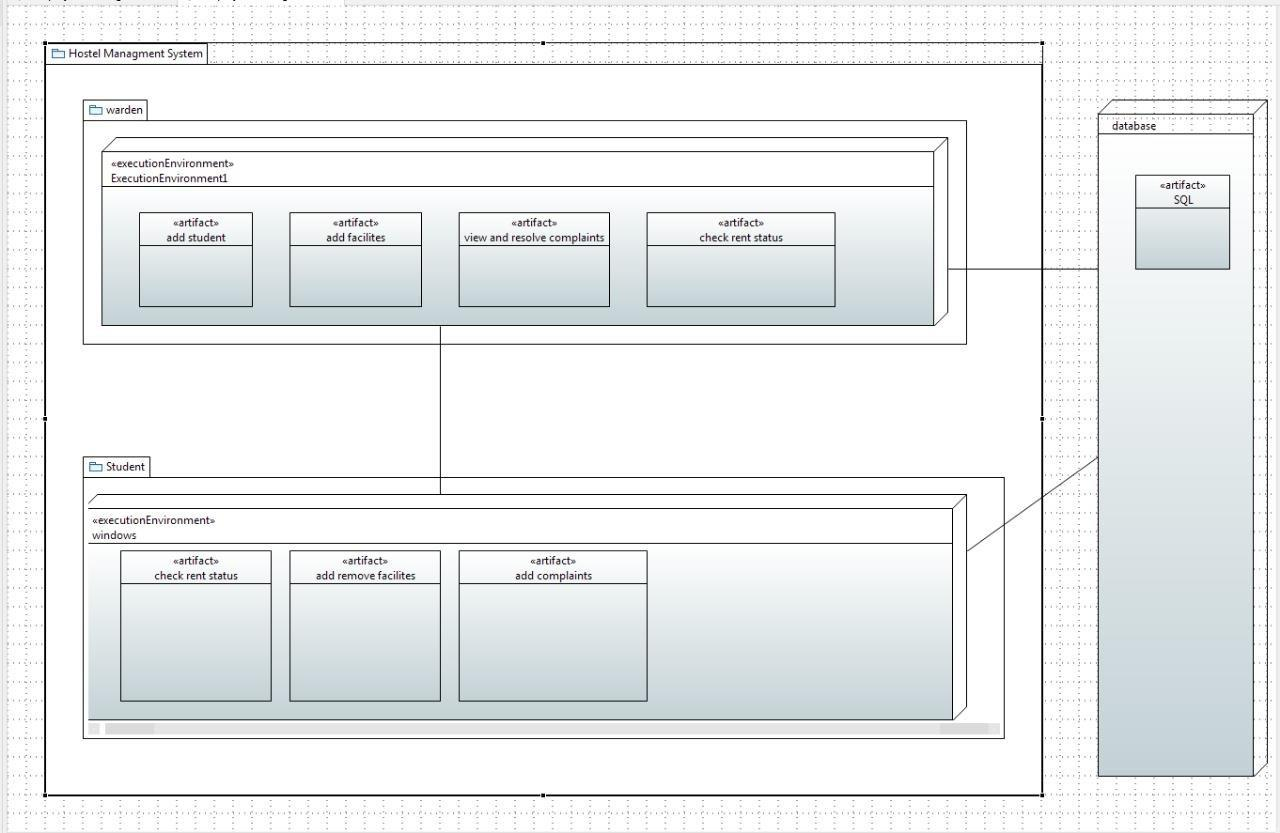 Hostel Managment System
warden
«executionEnvironment»
ExecutionEnvironment1
«artifact»
add student
«artifact»
add facilites
«artifact»
view and resolve complaints
«artifact»
check rent status
database
«artifact»
SQL
Student
«executionEnvironment»
windows
«artifact»
check rent status
«artifact»
add remove facilites
«artifact»
add complaints